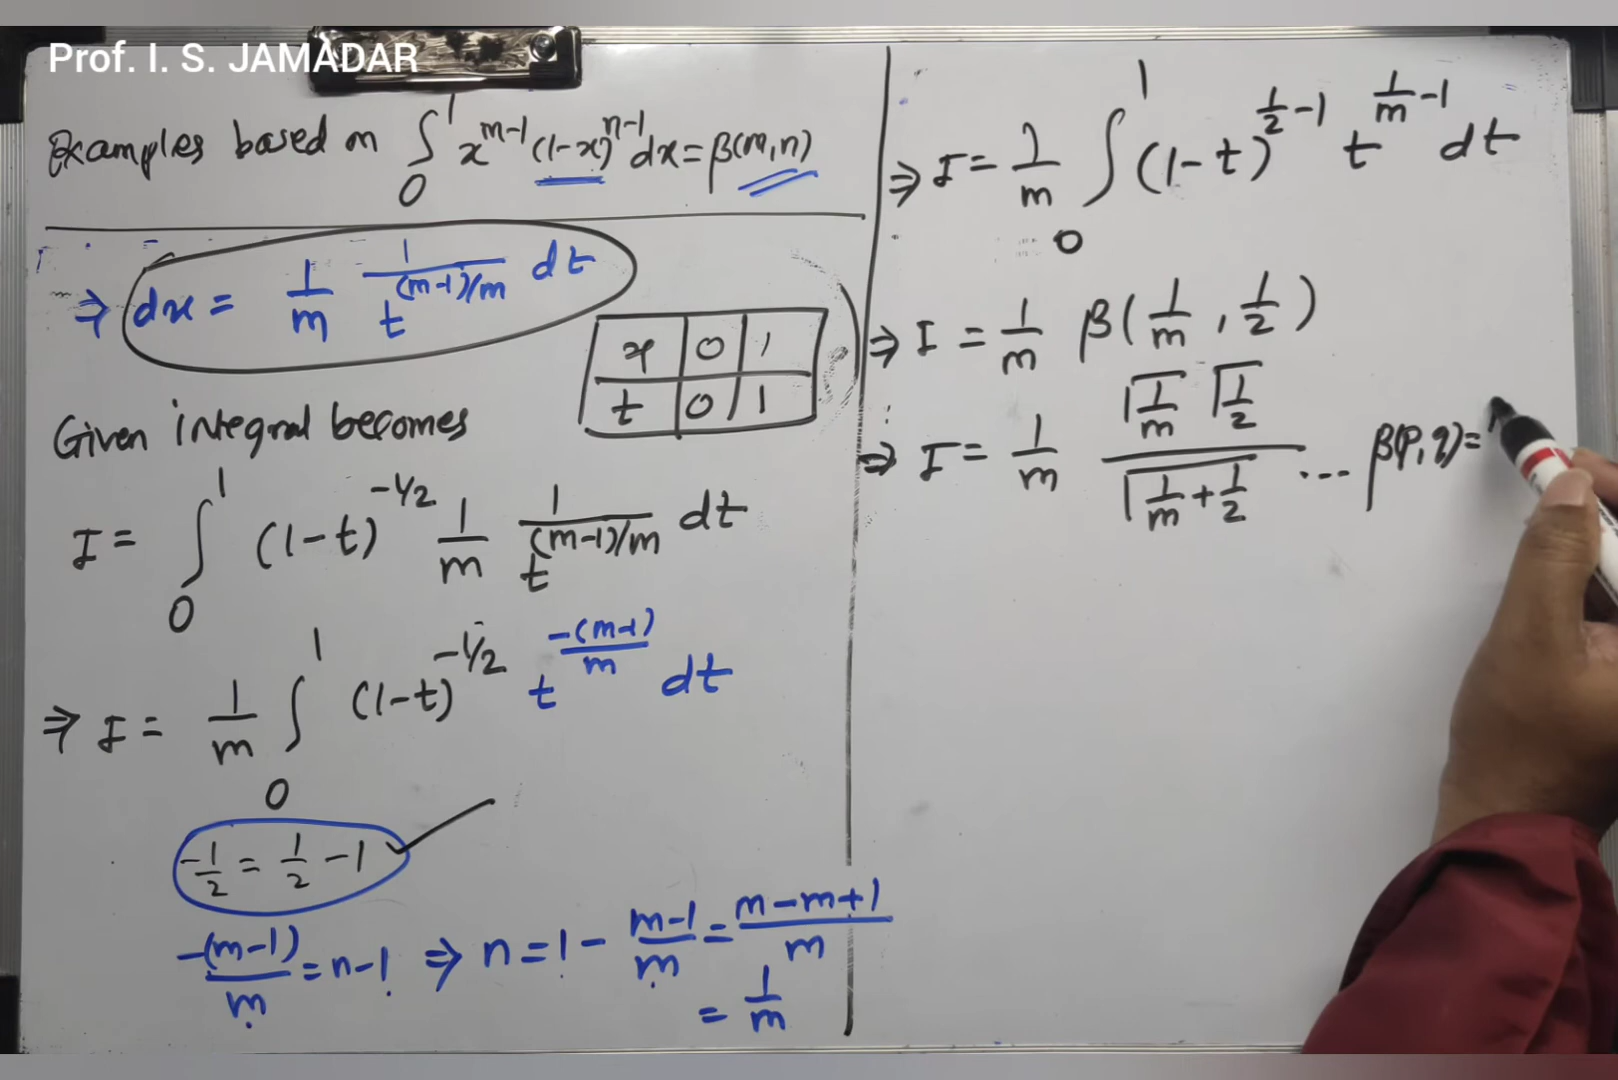 Prof. I. S. JAMADAR
Examples based on ∫₀¹ x^(m-1) (1-x)^(n-1) dx = β(m,n)
⇒ dx = 1/m 1/t^((m-1)/m) dt
x 0 1
t 0 1
Given integral becomes
I = ∫₀¹ (1-t)^(-1/2) 1/m 1/t^((m-1)/m) dt
⇒ I = 1/m ∫₀¹ (1-t)^(-1/2) t^(-(m-1)/m) dt
-1/2 = 1/2 -1
-(m-1)/m = n-1 ⇒ n = 1 - (m-1)/m = (m-m+1)/m
= 1/m
⇒ I = 1/m ∫₀¹ (1-t)^(1/2-1) t^(1/m-1) dt
⇒ I = 1/m β(1/m, 1/2)
⇒ I = 1/m (Γ(1/m) Γ(1/2))/Γ(1/m+1/2) ... β(p,q)=